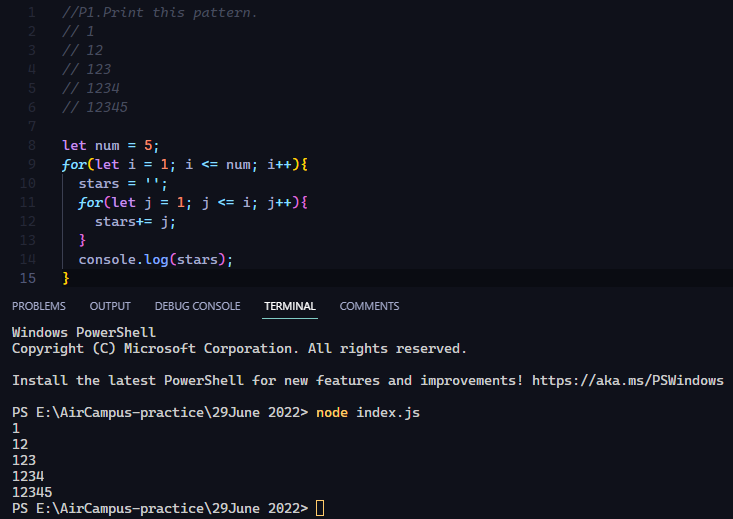 1 //P1.Print this pattern.
2 // 1
3 // 12
4 // 123
5 // 1234
6 // 12345
7
8 let num = 5;
9 for(let i = 1; i <= num; i++){
10   stars = '';
11   for(let j = 1; j <= i; j++){
12     stars+= j;
13   }
14   console.log(stars);
15 }
PROBLEMS OUTPUT DEBUG CONSOLE TERMINAL COMMENTS
Windows PowerShell
Copyright (C) Microsoft Corporation. All rights reserved.
Install the latest PowerShell for new features and improvements! https://aka.ms/PSWindows
PS E:\AirCampus-practice\29June 2022> node index.js
1
12
123
1234
12345
PS E:\AirCampus-practice\29June 2022>